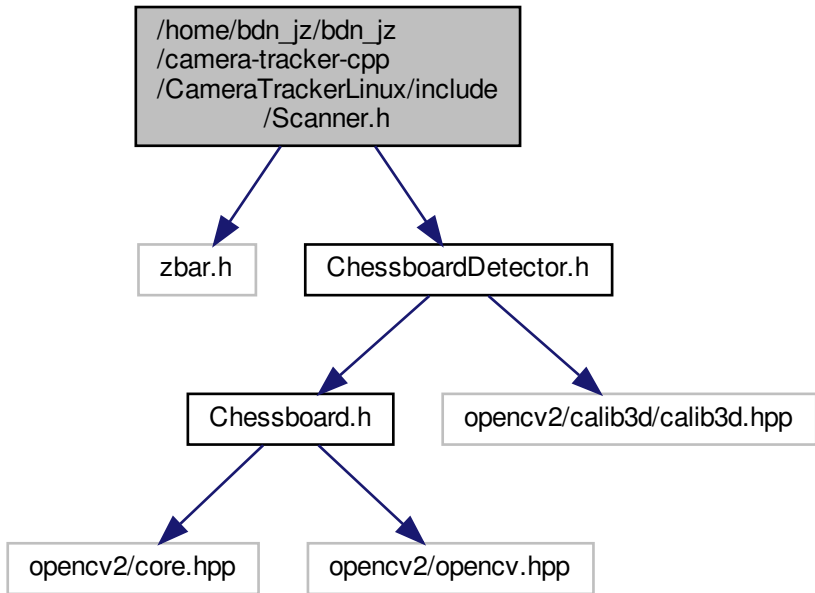 /home/bdn_jz/bdn_jz
/camera-tracker-cpp
/CameraTrackerLinux/include
/Scanner.h
zbar.h
ChessboardDetector.h
Chessboard.h
opencv2/calib3d/calib3d.hpp
opencv2/core.hpp
opencv2/opencv.hpp